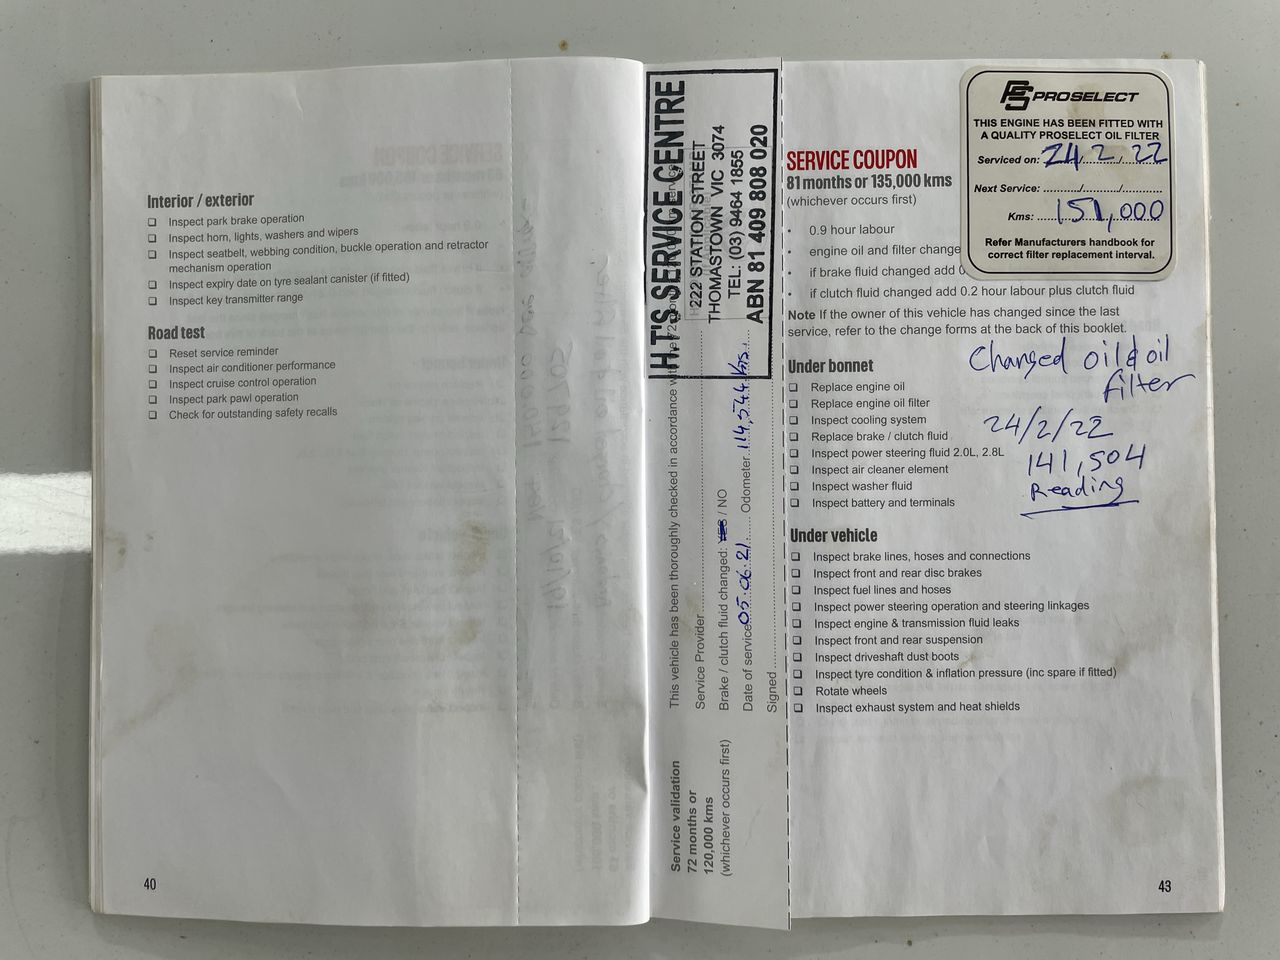 Interior / exterior
❑ Inspect park brake operation
❑ Inspect horn, lights, washers and wipers
❑ Inspect seatbelt, webbing condition, buckle operation and retractor
mechanism operation
❑ Inspect expiry date on tyre sealant canister (if fitted)
❑ Inspect key transmitter range
Road test
❑ Reset service reminder
❑ Inspect air conditioner performance
❑ Inspect cruise control operation
❑ Inspect park pawl operation
❑ Check for outstanding safety recalls
40
H.T'S SERVICE CENTRE
222 STATION STREET
THOMASTOWN VIC 3074
TEL: (03) 9464 1855
ABN 81 409 808 020
This vehicle has been thoroughly checked in accordance
Service Provider
Brake / clutch fluid changed: YES / NO
Date of service 05.06.21 Odometer 114,544 Kms
Signed
Service validation
72 months or
120,000 kms
(whichever occurs first)
SERVICE COUPON
81 months or 135,000 kms
(whichever occurs first)
• 0.9 hour labour
• engine oil and filter change
• if brake fluid changed add
• if clutch fluid changed add 0.2 hour labour plus clutch fluid
Note If the owner of this vehicle has changed since the last
service, refer to the change forms at the back of this booklet.
PROSELECT
THIS ENGINE HAS BEEN FITTED WITH
A QUALITY PROSELECT OIL FILTER
Serviced on: 24/2/22
Next Service: ........../........../..........
Kms: 151,000
Refer Manufacturers handbook for
correct filter replacement interval.
Changed oil & oil
filter
24/2/22
141,504
Reading
Under bonnet
❑ Replace engine oil
❑ Replace engine oil filter
❑ Inspect cooling system
❑ Replace brake / clutch fluid
❑ Inspect power steering fluid 2.0L, 2.8L
❑ Inspect air cleaner element
❑ Inspect washer fluid
❑ Inspect battery and terminals
Under vehicle
❑ Inspect brake lines, hoses and connections
❑ Inspect front and rear disc brakes
❑ Inspect fuel lines and hoses
❑ Inspect power steering operation and steering linkages
❑ Inspect engine & transmission fluid leaks
❑ Inspect front and rear suspension
❑ Inspect driveshaft dust boots
❑ Inspect tyre condition & inflation pressure (inc spare if fitted)
❑ Rotate wheels
❑ Inspect exhaust system and heat shields
43